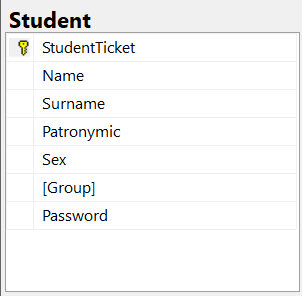 Student
StudentTicket
Name
Surname
Patronymic
Sex
[Group]
Password